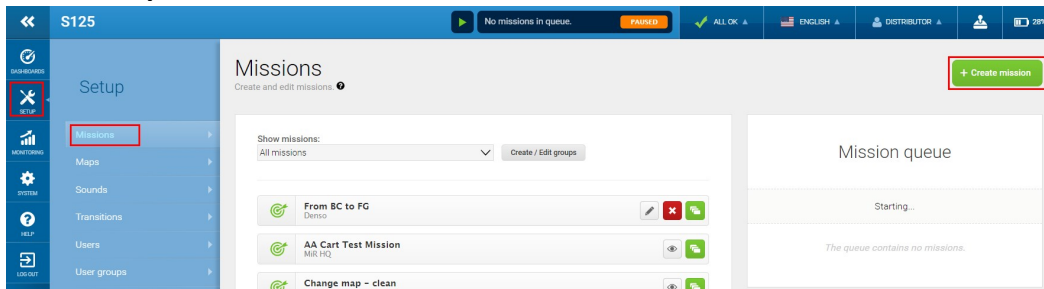 S125
No missions in queue.
PAUSED
ALL OK
ENGLISH
DISTRIBUTOR
DASHBOARDS
SETUP
MONITORING
SYSTEM
HELP
LOG OUT
Setup
Missions
Maps
Sounds
Transitions
Users
User groups
Missions
Create and edit missions.
+ Create mission
Show missions:
All missions
Create / Edit groups
From BC to FG
Denso
AA Cart Test Mission
MiR HQ
Change map - clean
Mission queue
Starting...
The queue contains no missions.